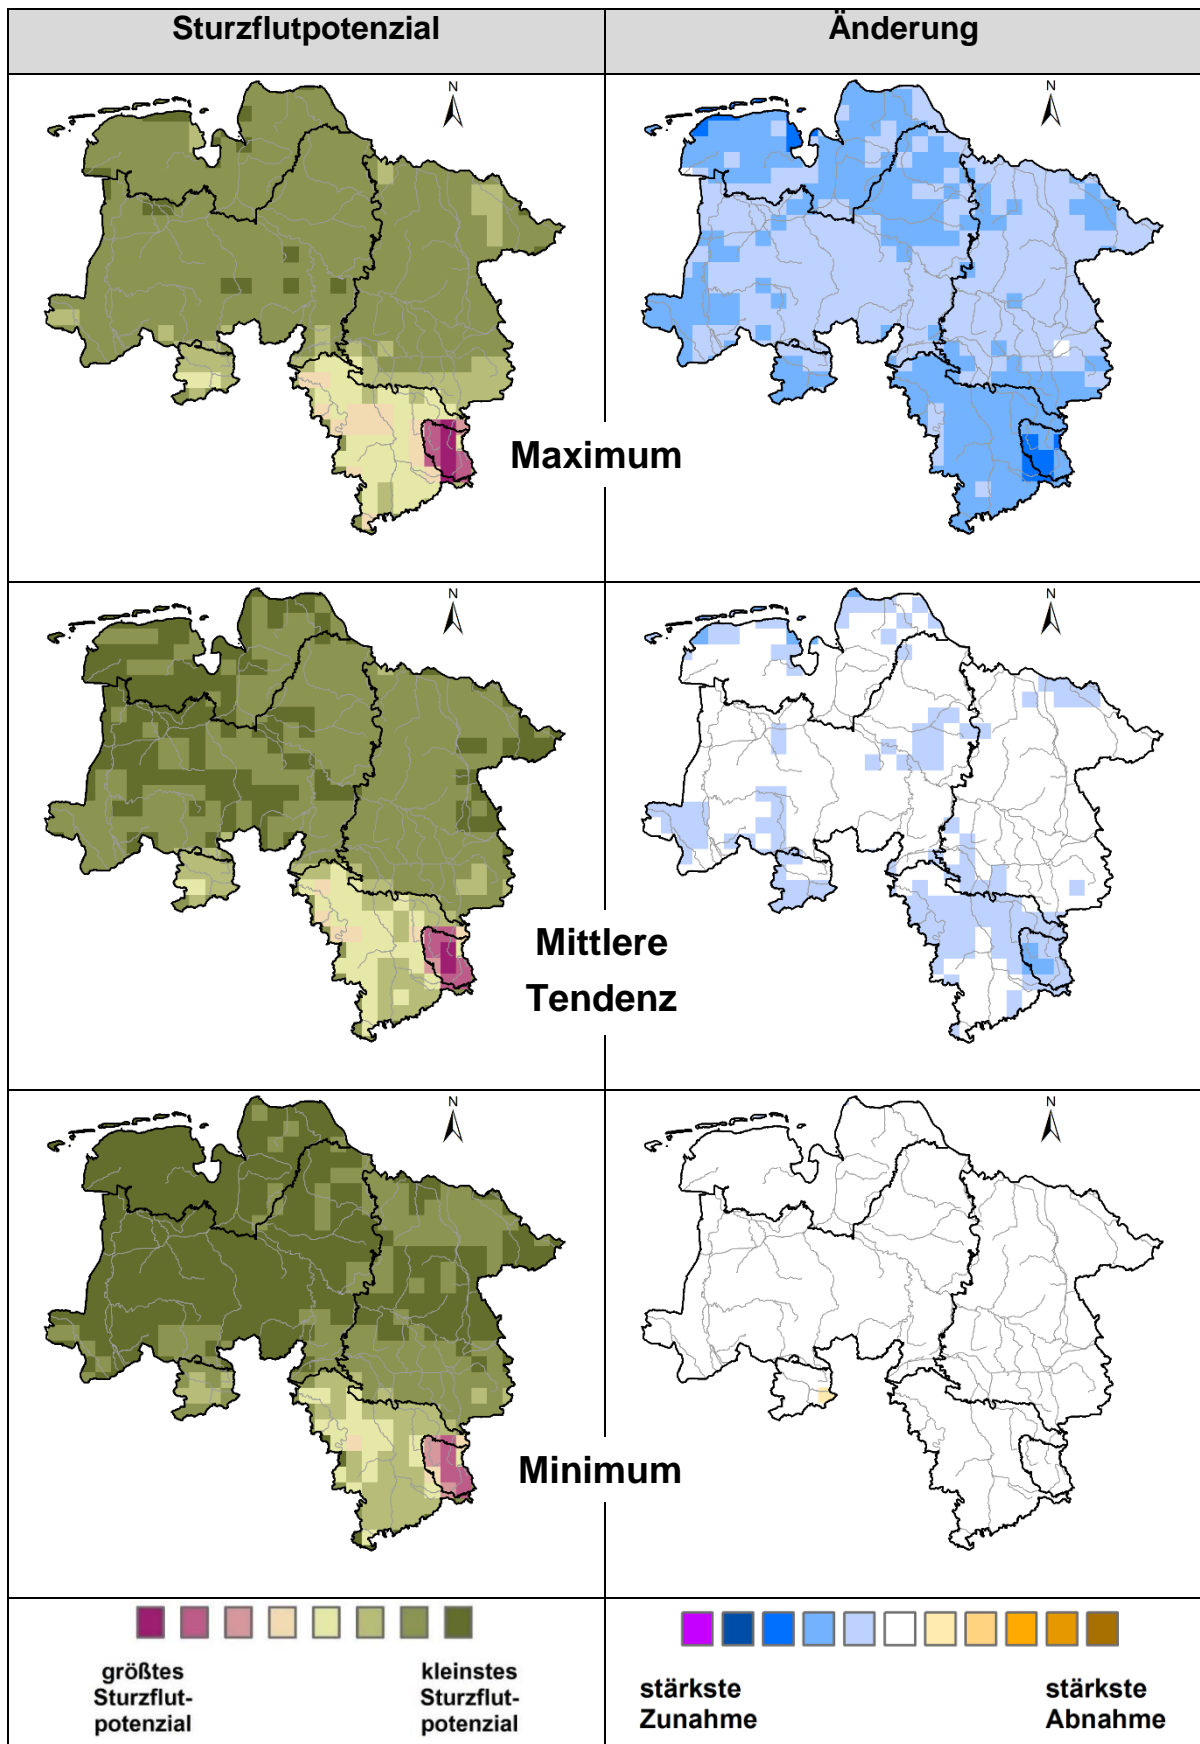 Sturzflutpotenzial
Änderung
N
N
Maximum
N
N
Mittlere
Tendenz
N
N
Minimum
größtes
Sturzflut-
potenzial
kleinstes
Sturzflut-
potenzial
stärkste
Zunahme
stärkste
Abnahme